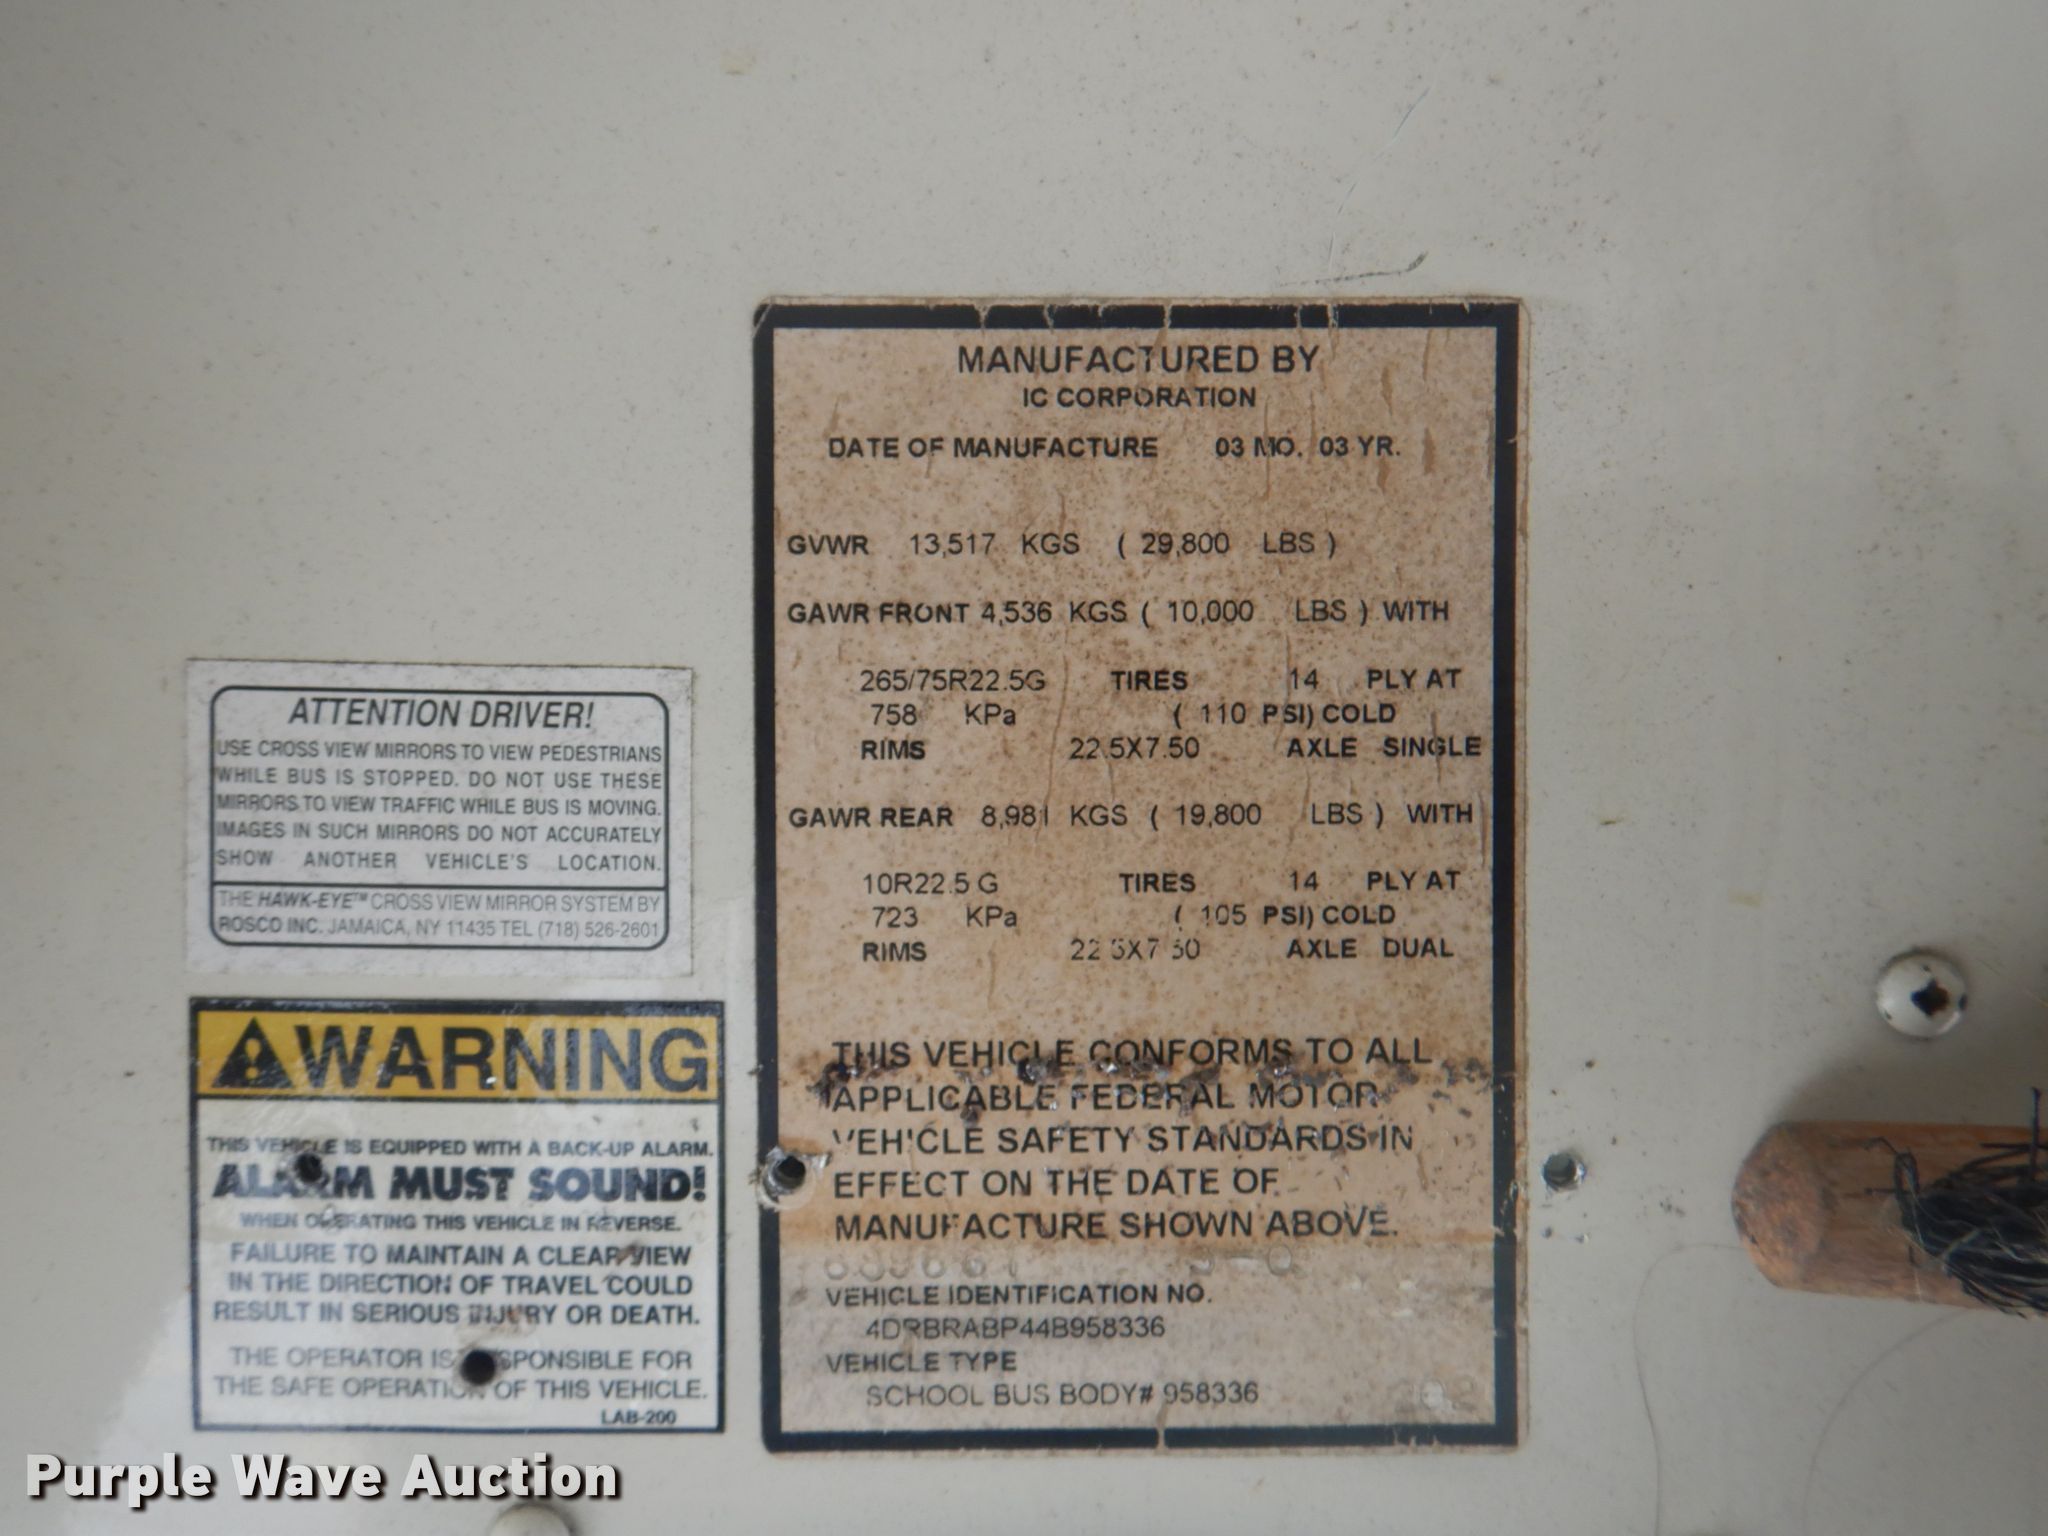 MANUFACTURED BY
IC CORPORATION
DATE OF MANUFACTURE 03 MO. 03 YR.
GVWR 13,517 KGS ( 29,800 LBS )
GAWR FRONT 4,536 KGS ( 10,000 LBS ) WITH
265/75R22.5G TIRES 14 PLY AT
758 KPa ( 110 PSI) COLD
RIMS 22.5X7.50 AXLE SINGLE
GAWR REAR 8,981 KGS ( 19,800 LBS ) WITH
10R22.5 G TIRES 14 PLY AT
723 KPa ( 105 PSI) COLD
RIMS 22.5X7.50 AXLE DUAL
THIS VEHICLE CONFORMS TO ALL
APPLICABLE FEDERAL MOTOR
VEHICLE SAFETY STANDARDS IN
EFFECT ON THE DATE OF
MANUFACTURE SHOWN ABOVE.
VEHICLE IDENTIFICATION NO.
4DRBRABP44B958336
VEHICLE TYPE
SCHOOL BUS BODY# 958336
ATTENTION DRIVER!
USE CROSS VIEW MIRRORS TO VIEW PEDESTRIANS
WHILE BUS IS STOPPED. DO NOT USE THESE
MIRRORS TO VIEW TRAFFIC WHILE BUS IS MOVING.
IMAGES IN SUCH MIRRORS DO NOT ACCURATELY
SHOW ANOTHER VEHICLE'S LOCATION.
THE HAWK-EYE™ CROSS VIEW MIRROR SYSTEM BY
ROSCO INC. JAMAICA, NY 11435 TEL (718) 526-2601
WARNING
THIS VEHICLE IS EQUIPPED WITH A BACK-UP ALARM.
ALARM MUST SOUND!
WHEN OPERATING THIS VEHICLE IN REVERSE.
FAILURE TO MAINTAIN A CLEAR VIEW
IN THE DIRECTION OF TRAVEL COULD
RESULT IN SERIOUS INJURY OR DEATH.
THE OPERATOR IS RESPONSIBLE FOR
THE SAFE OPERATION OF THIS VEHICLE.
LAB-200
Purple Wave Auction